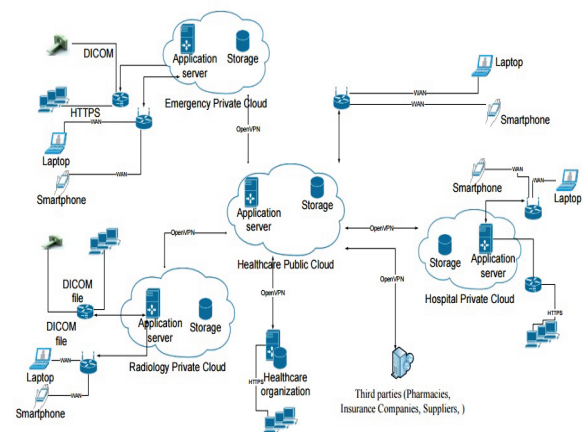 DICOM
Application
server
Storage
Emergency Private Cloud
HTTPS
WAN
Laptop
WAN
Smartphone
OpenVPN
Laptop
WAN
WAN
Smartphone
Smartphone
WAN
WAN
Laptop
Application
server
Storage
Healthcare Public Cloud
OpenVPN
OpenVPN
Storage
Application
server
Hospital Private Cloud
HTTPS
DICOM
file
DICOM
file
Application
server
Storage
Radiology Private Cloud
WAN
Laptop
WAN
Smartphone
OpenVPN
OpenVPN
HTTPS
Healthcare
organization
Third parties (Pharmacies,
Insurance Companies, Suppliers, )